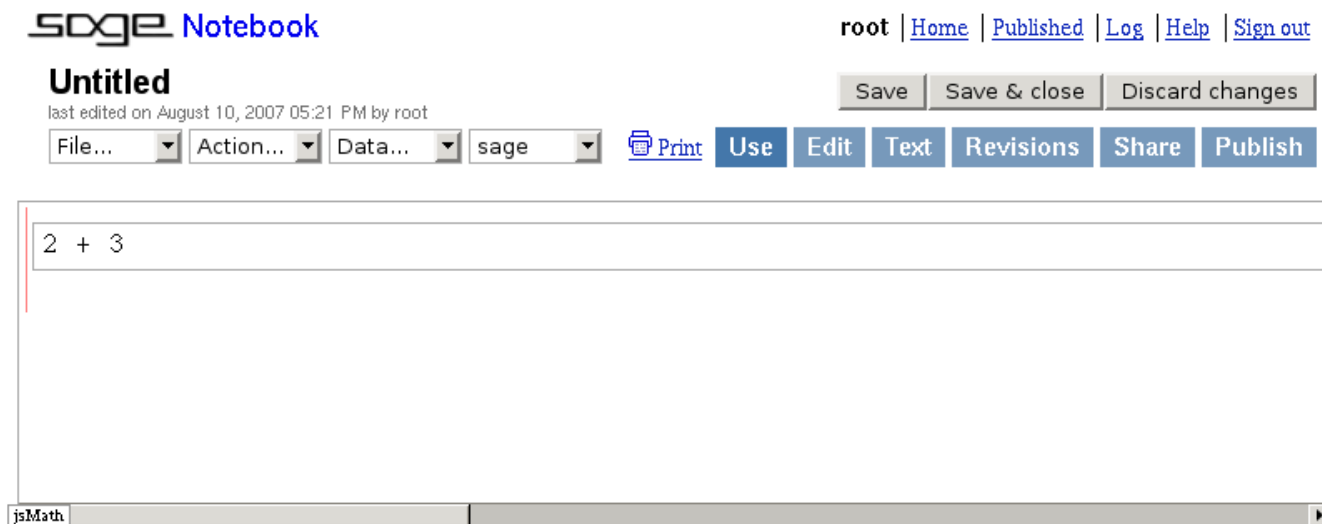 sage Notebook
root | Home | Published | Log | Help | Sign out
Untitled
last edited on August 10, 2007 05:21 PM by root
Save Save & close Discard changes
File... Action... Data... sage Print Use Edit Text Revisions Share Publish
2 + 3
jsMath